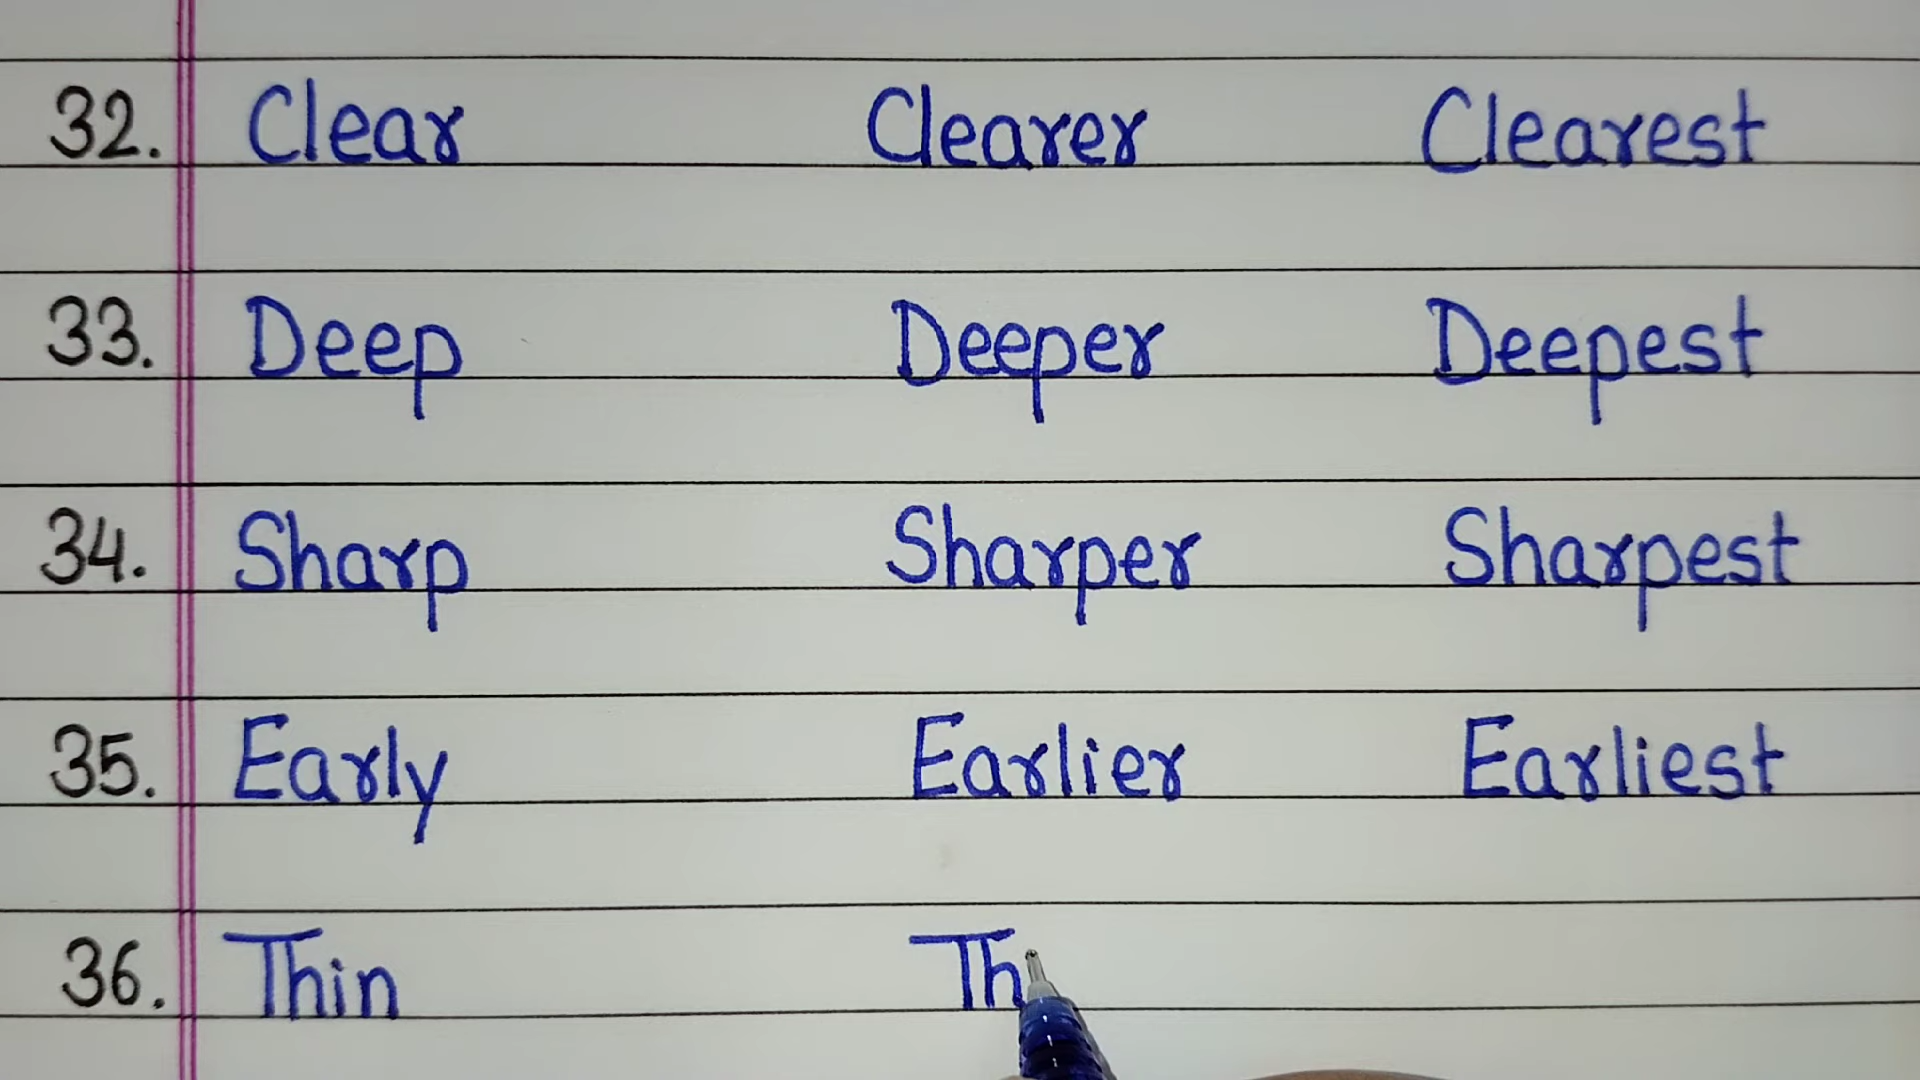 32. Clear Clearer Clearest
33. Deep Deeper Deepest
34. Sharp Sharper Sharpest
35. Early Earlier Earliest
36. Thin Th